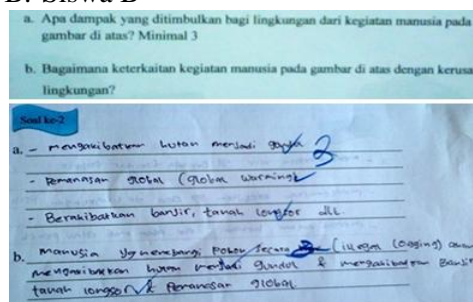 B. Siswa B
a. Apa dampak yang ditimbulkan bagi lingkungan dari kegiatan manusia pada
gambar di atas? Minimal 3
b. Bagaimana keterkaitan kegiatan manusia pada gambar di atas dengan kerusa
lingkungan?
Soal ke-2
a. - mengakibatkan hutan menjadi 3
- Pemanasan global (global warming)
- Berakibatkan banjir, tanah longsor dll.
b. manusia yg menebangi pohon secara (illegal logging)
mengakibatkan hutan menjadi gundul & mengakibatkan Banjir
tanah longsor & Pemanasan global